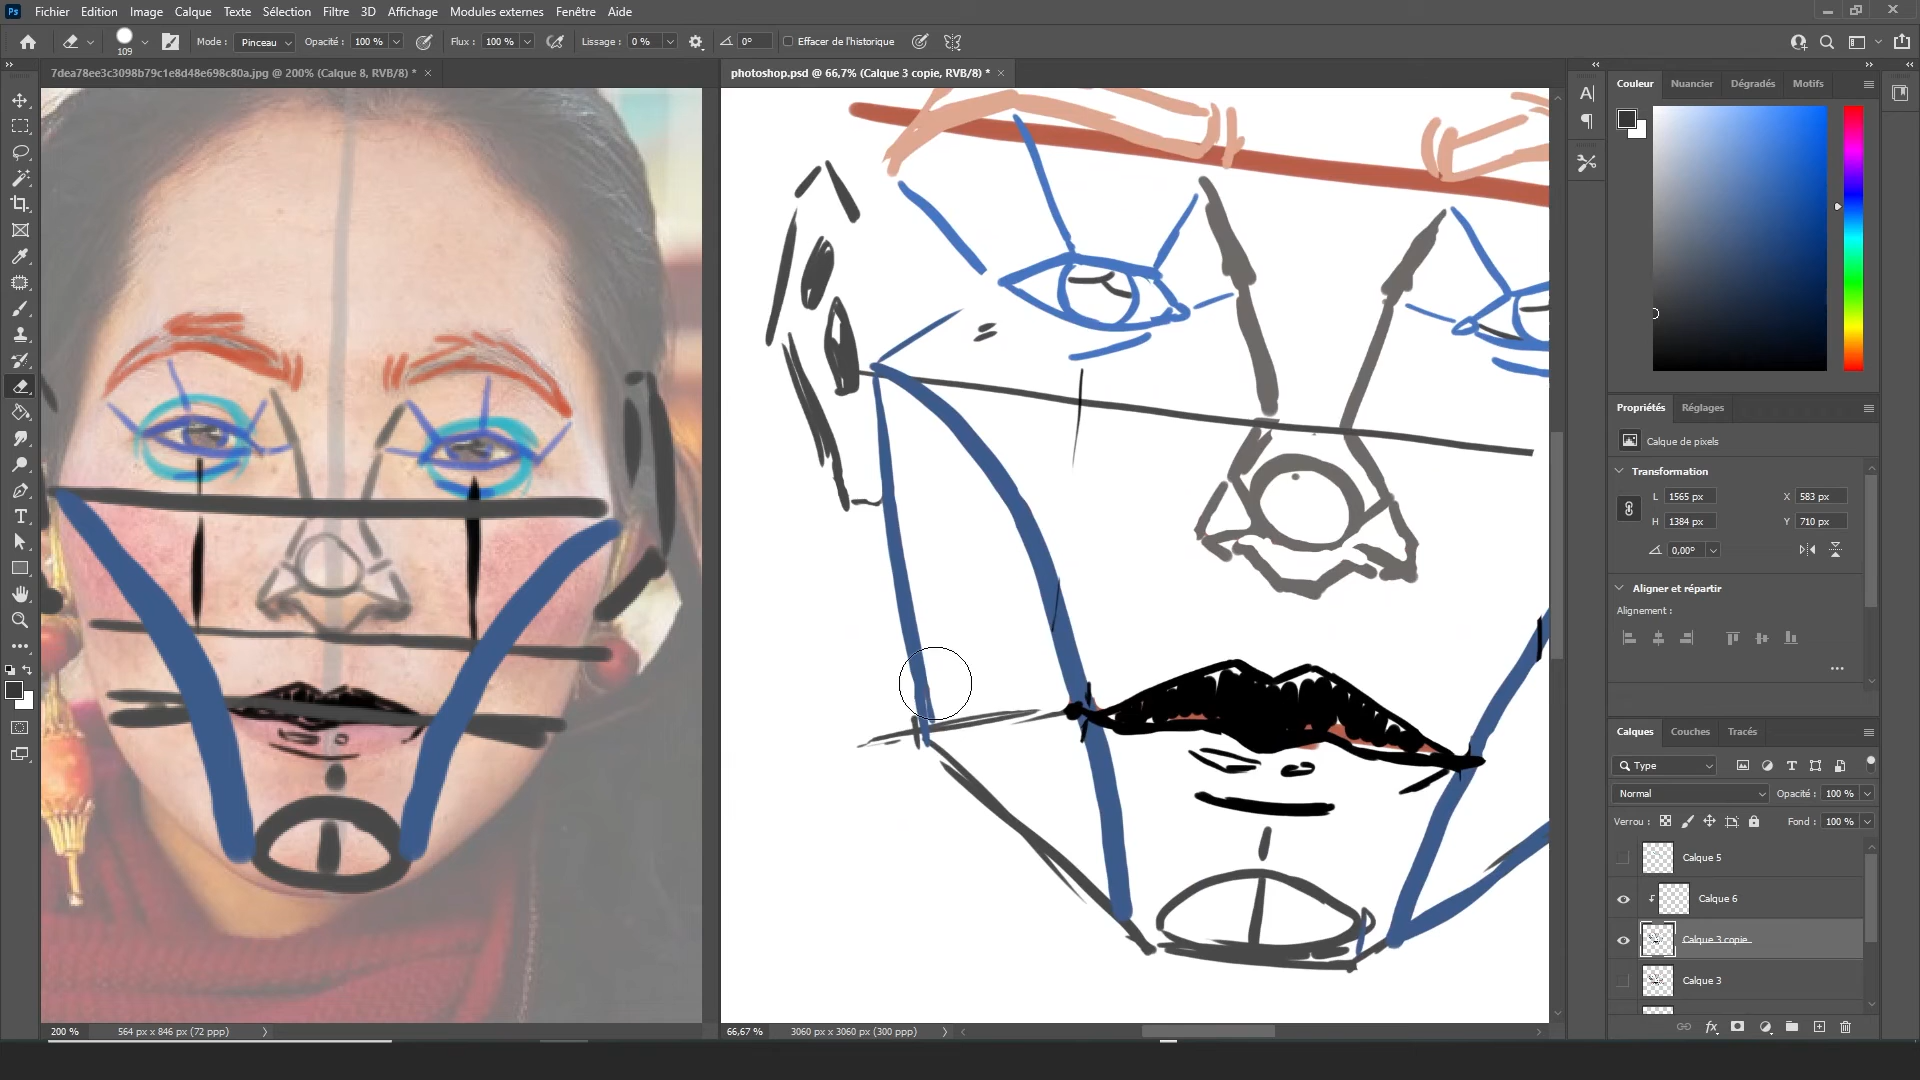 Ps Fichier Edition Image Calque Texte Sélection Filtre 3D Affichage Modules externes Fenêtre Aide
109 Mode : Pinceau Opacité : 100 % Flux : 100 % Lissage : 0 % 0° Effacer de l'historique
7dea78ee3c3098b79c1e8d48e698c80a.jpg @ 200% (Calque 8, RVB/8) *
photoshop.psd @ 66,7% (Calque 3 copie, RVB/8) *
Couleur Nuancier Dégradés Motifs
Propriétés Réglages
Calque de pixels
Transformation
L 1565 px X 583 px
H 1384 px Y 710 px
0,00°
Aligner et répartir
Alignement :
Calques Couches Tracés
Type
Normal Opacité : 100 %
Verrou : Fond : 100 %
Calque 5
Calque 6
Calque 3 copie
Calque 3
fx
200 % 564 px x 846 px (72 ppp)
66,67 % 3060 px x 3060 px (300 ppp)